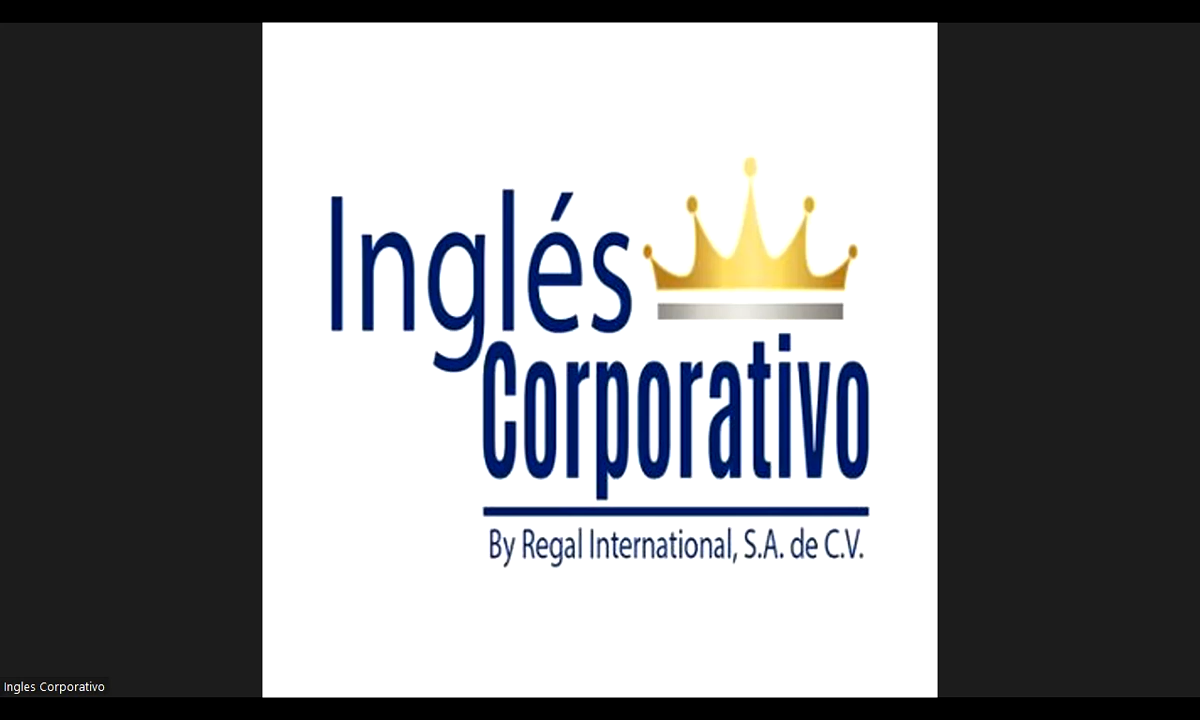 Inglés
Corporativo
By Regal International, S.A. de C.V.
Ingles Corporativo